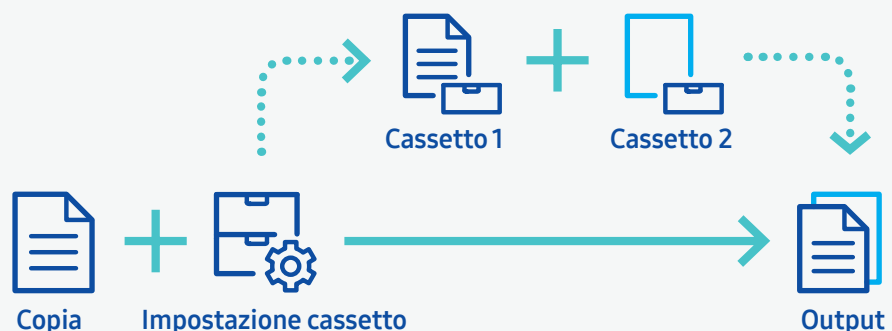 Cassetto 1
Cassetto 2
Copia
Impostazione cassetto
Output